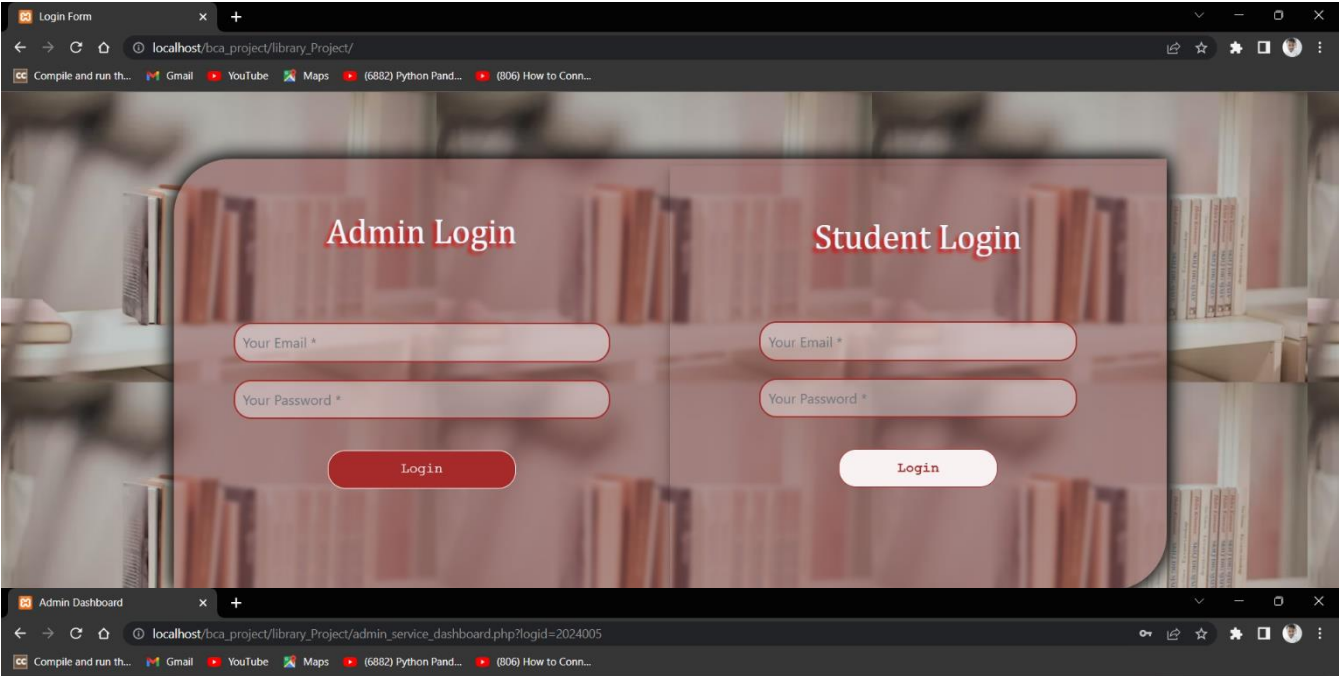 Login Form
localhost/bca_project/library_Project/
Compile and run th... Gmail YouTube Maps (6882) Python Pand... (806) How to Conn...
Admin Login
Student Login
Your Email *
Your Email *
Your Password *
Your Password *
Login
Login
Admin Dashboard
localhost/bca_project/library_Project/admin_service_dashboard.php?logid=2024005
Compile and run th... Gmail YouTube Maps (6882) Python Pand... (806) How to Conn...